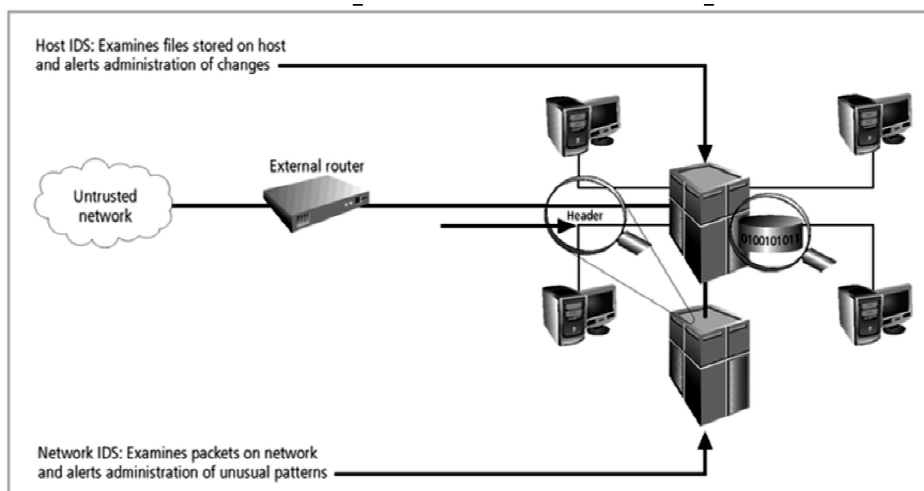 Host IDS: Examines files stored on host
and alerts administration of changes
External router
Untrusted
network
Header
0100101011
Network IDS: Examines packets on network
and alerts administration of unusual patterns